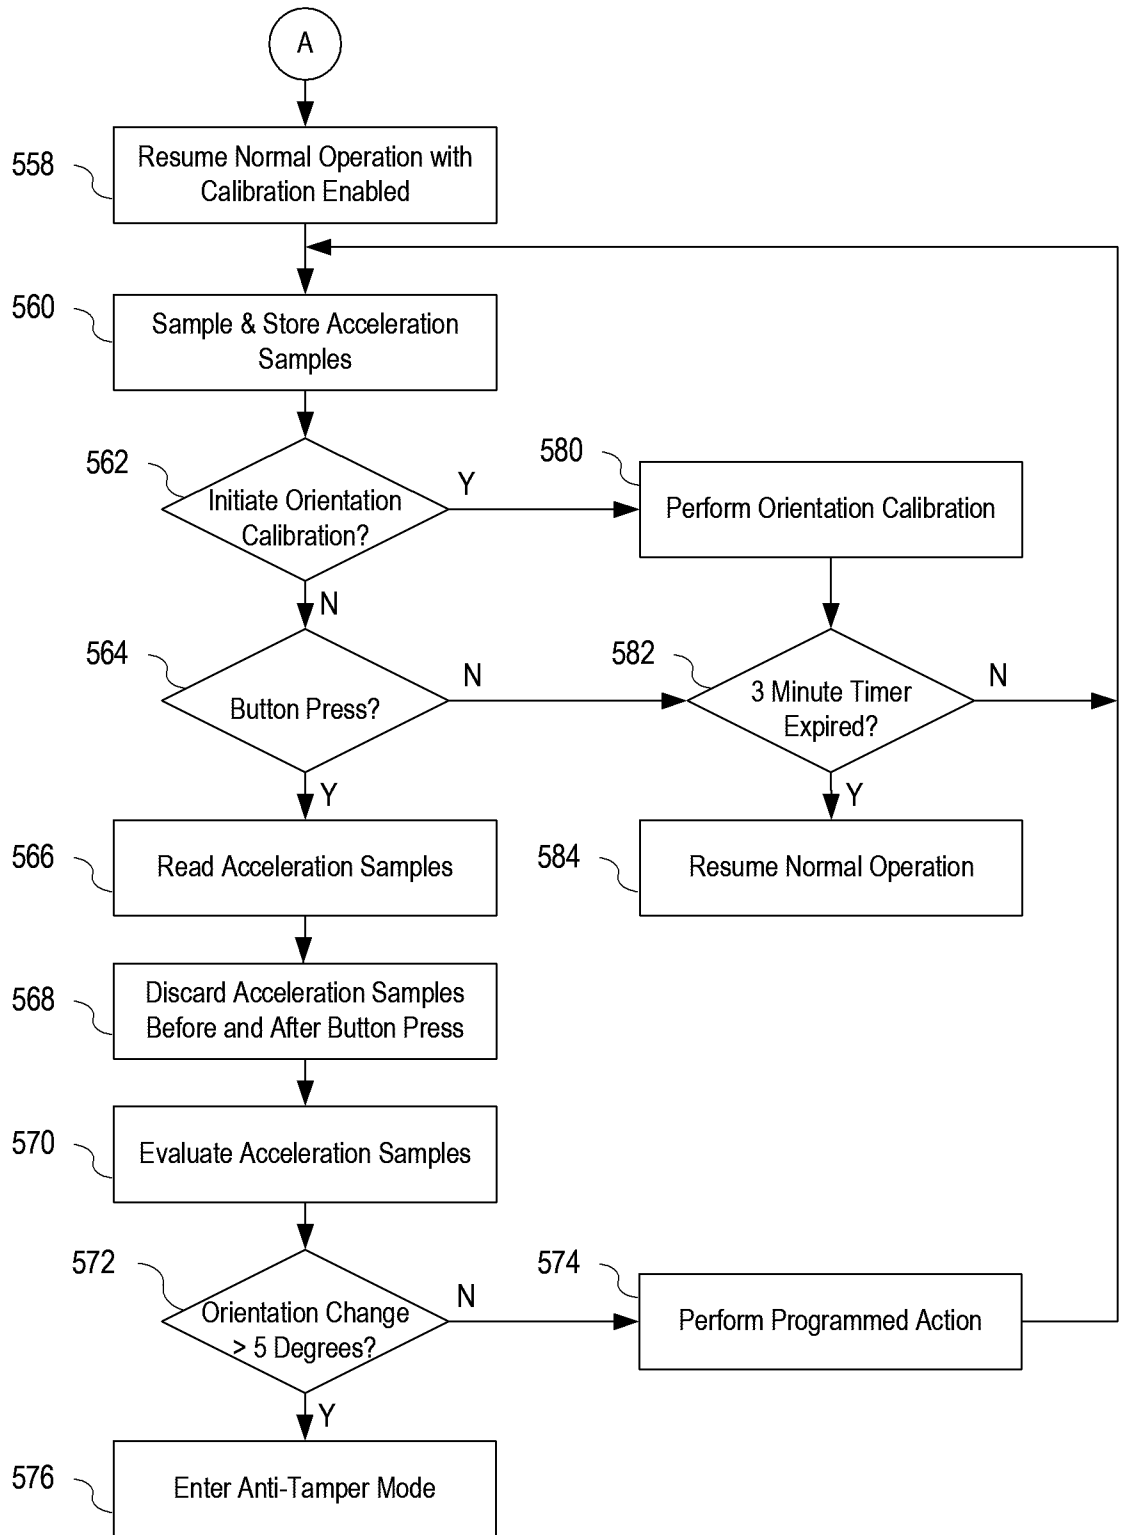 A
558
Resume Normal Operation with
Calibration Enabled
560
Sample & Store Acceleration
Samples
562
Initiate Orientation
Calibration?
Y
N
580
Perform Orientation Calibration
564
Button Press?
N
Y
582
3 Minute Timer
Expired?
N
Y
566
Read Acceleration Samples
584
Resume Normal Operation
568
Discard Acceleration Samples
Before and After Button Press
570
Evaluate Acceleration Samples
572
Orientation Change
> 5 Degrees?
N
Y
574
Perform Programmed Action
576
Enter Anti-Tamper Mode